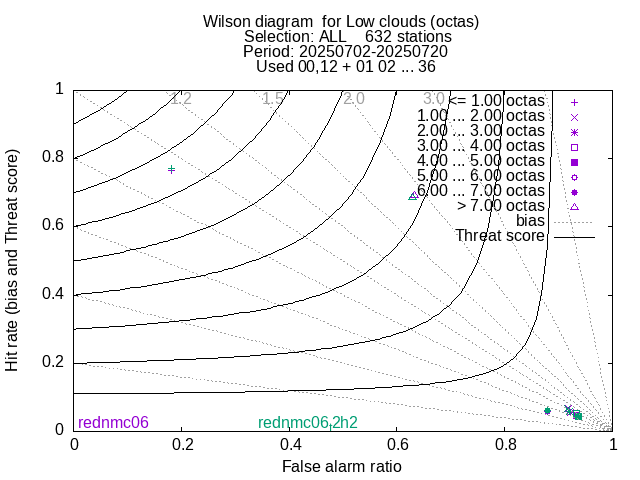 Wilson diagram  for Low clouds (octas)
Selection: ALL    632 stations
Period: 20250702-20250720
Used 00,12 + 01 02 ... 36
1.2 1.5 2.0 3.0
<= 1.00 octas
1.00 ... 2.00 octas
2.00 ... 3.00 octas
3.00 ... 4.00 octas
4.00 ... 5.00 octas
5.00 ... 6.00 octas
6.00 ... 7.00 octas
> 7.00 octas
bias
Threat score
1
0.8
0.6
0.4
0.2
0
Hit rate (bias and Threat score)
rednmc06 rednmc06.2h2
0 0.2 0.4 0.6 0.8 1
False alarm ratio